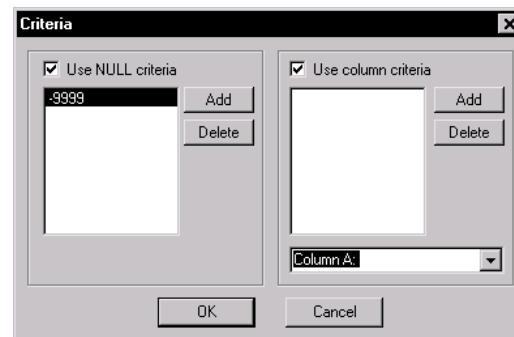 Criteria
Use NULL criteria
-9999
Add
Delete
Use column criteria
Add
Delete
Column A:
OK
Cancel